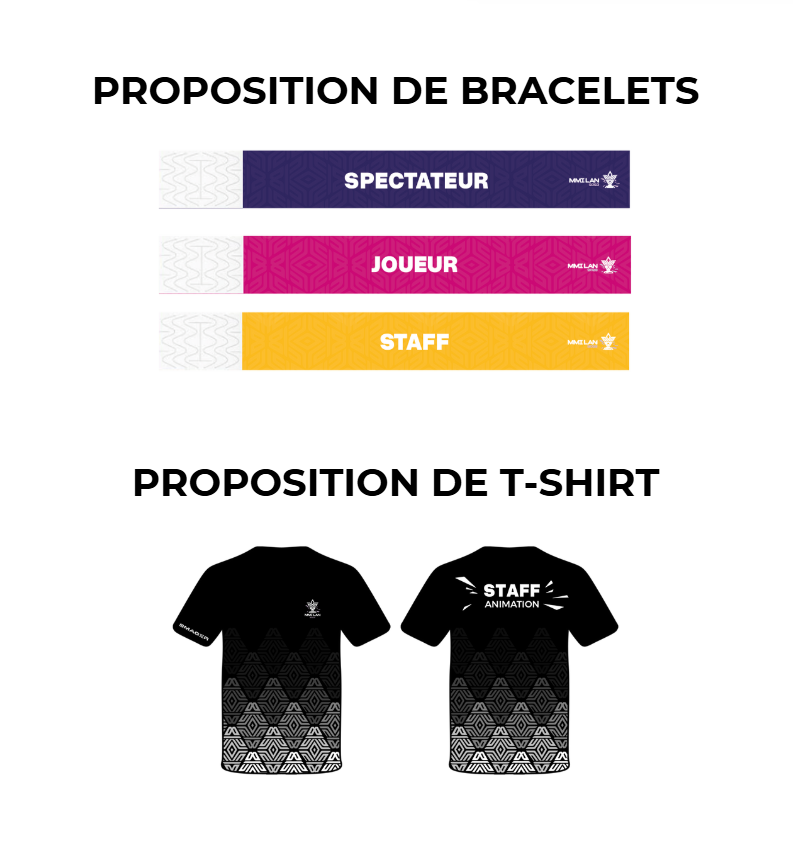 PROPOSITION DE BRACELETS
SPECTATEUR
MMI LAN
JOUEUR
MMI LAN
STAFF
MMI LAN
PROPOSITION DE T-SHIRT
MMI LAN
STAFF
ANIMATION